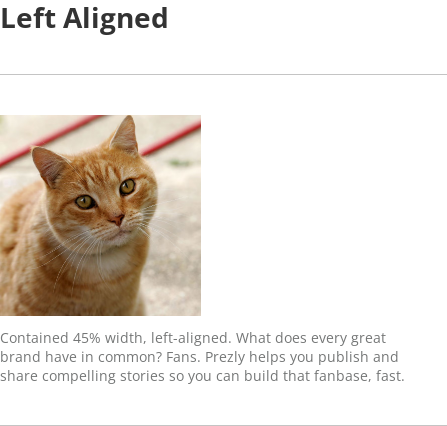 Left Aligned
Contained 45% width, left-aligned. What does every great
brand have in common? Fans. Prezly helps you publish and
share compelling stories so you can build that fanbase, fast.